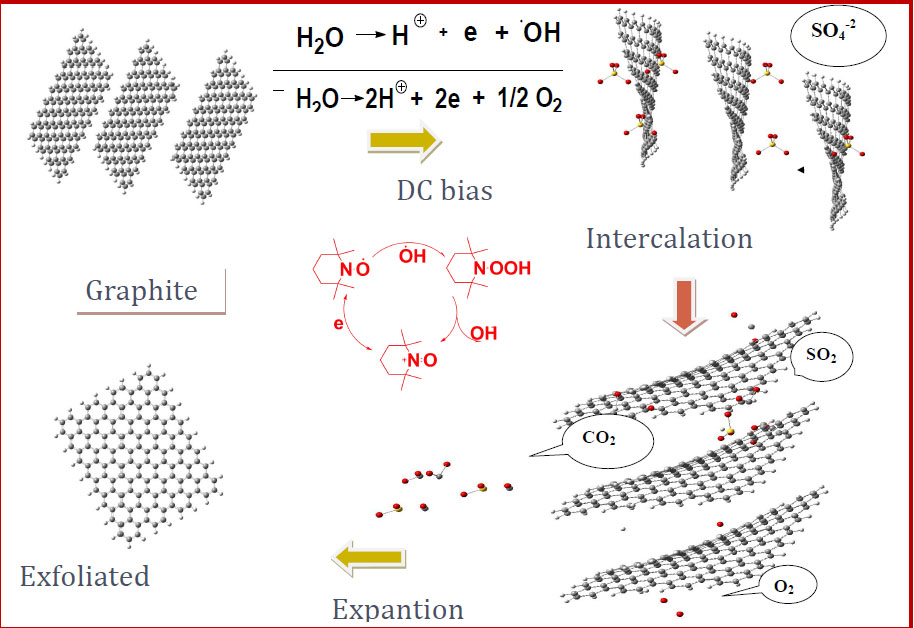 H₂O → H⊕ + e + ˙OH
SO₄⁻²
H₂O→2H⊕+ 2e + 1/2 O₂
DC bias
Intercalation
Graphite
N O˙
ȮH
N·OOH
e
OH
⁺N:O
SO₂
CO₂
O₂
Exfoliated
Expantion